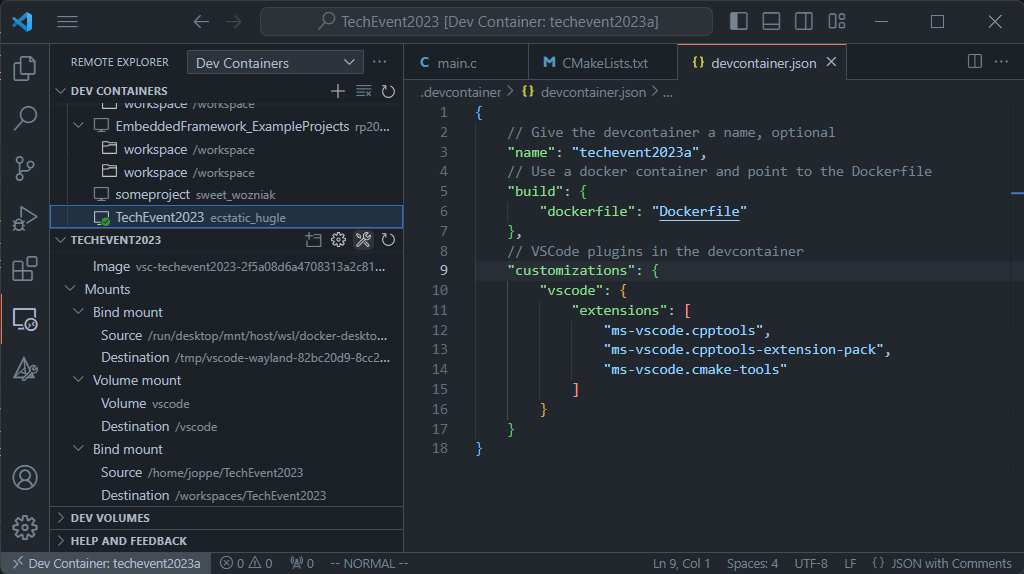 TechEvent2023 [Dev Container: techevent2023a]
REMOTE EXPLORER
Dev Containers
DEV CONTAINERS
workspace /workspace
EmbeddedFramework_ExampleProjects rp20...
workspace /workspace
workspace /workspace
someproject sweet_wozniak
TechEvent2023 ecstatic_hugle
TECHEVENT2023
Image vsc-techevent2023-2f5a08d6a4708313a2c81...
Mounts
Bind mount
Source /run/desktop/mnt/host/wsl/docker-deskto...
Destination /tmp/vscode-wayland-82bc20d9-8cc2...
Volume mount
Volume vscode
Destination /vscode
Bind mount
Source /home/joppe/TechEvent2023
Destination /workspaces/TechEvent2023
DEV VOLUMES
HELP AND FEEDBACK
C main.c
M CMakeLists.txt
{} devcontainer.json
.devcontainer > {} devcontainer.json > ...
1 {
2 // Give the devcontainer a name, optional
3 "name": "techevent2023a",
4 // Use a docker container and point to the Dockerfile
5 "build": {
6 "dockerfile": "Dockerfile"
7 },
8 // VSCode plugins in the devcontainer
9 "customizations": {
10 "vscode": {
11 "extensions": [
12 "ms-vscode.cpptools",
13 "ms-vscode.cpptools-extension-pack",
14 "ms-vscode.cmake-tools"
15 ]
16 }
17 }
18 }
Dev Container: techevent2023a
0 0
0
-- NORMAL --
Ln 9, Col 1
Spaces: 4
UTF-8
LF
{} JSON with Comments